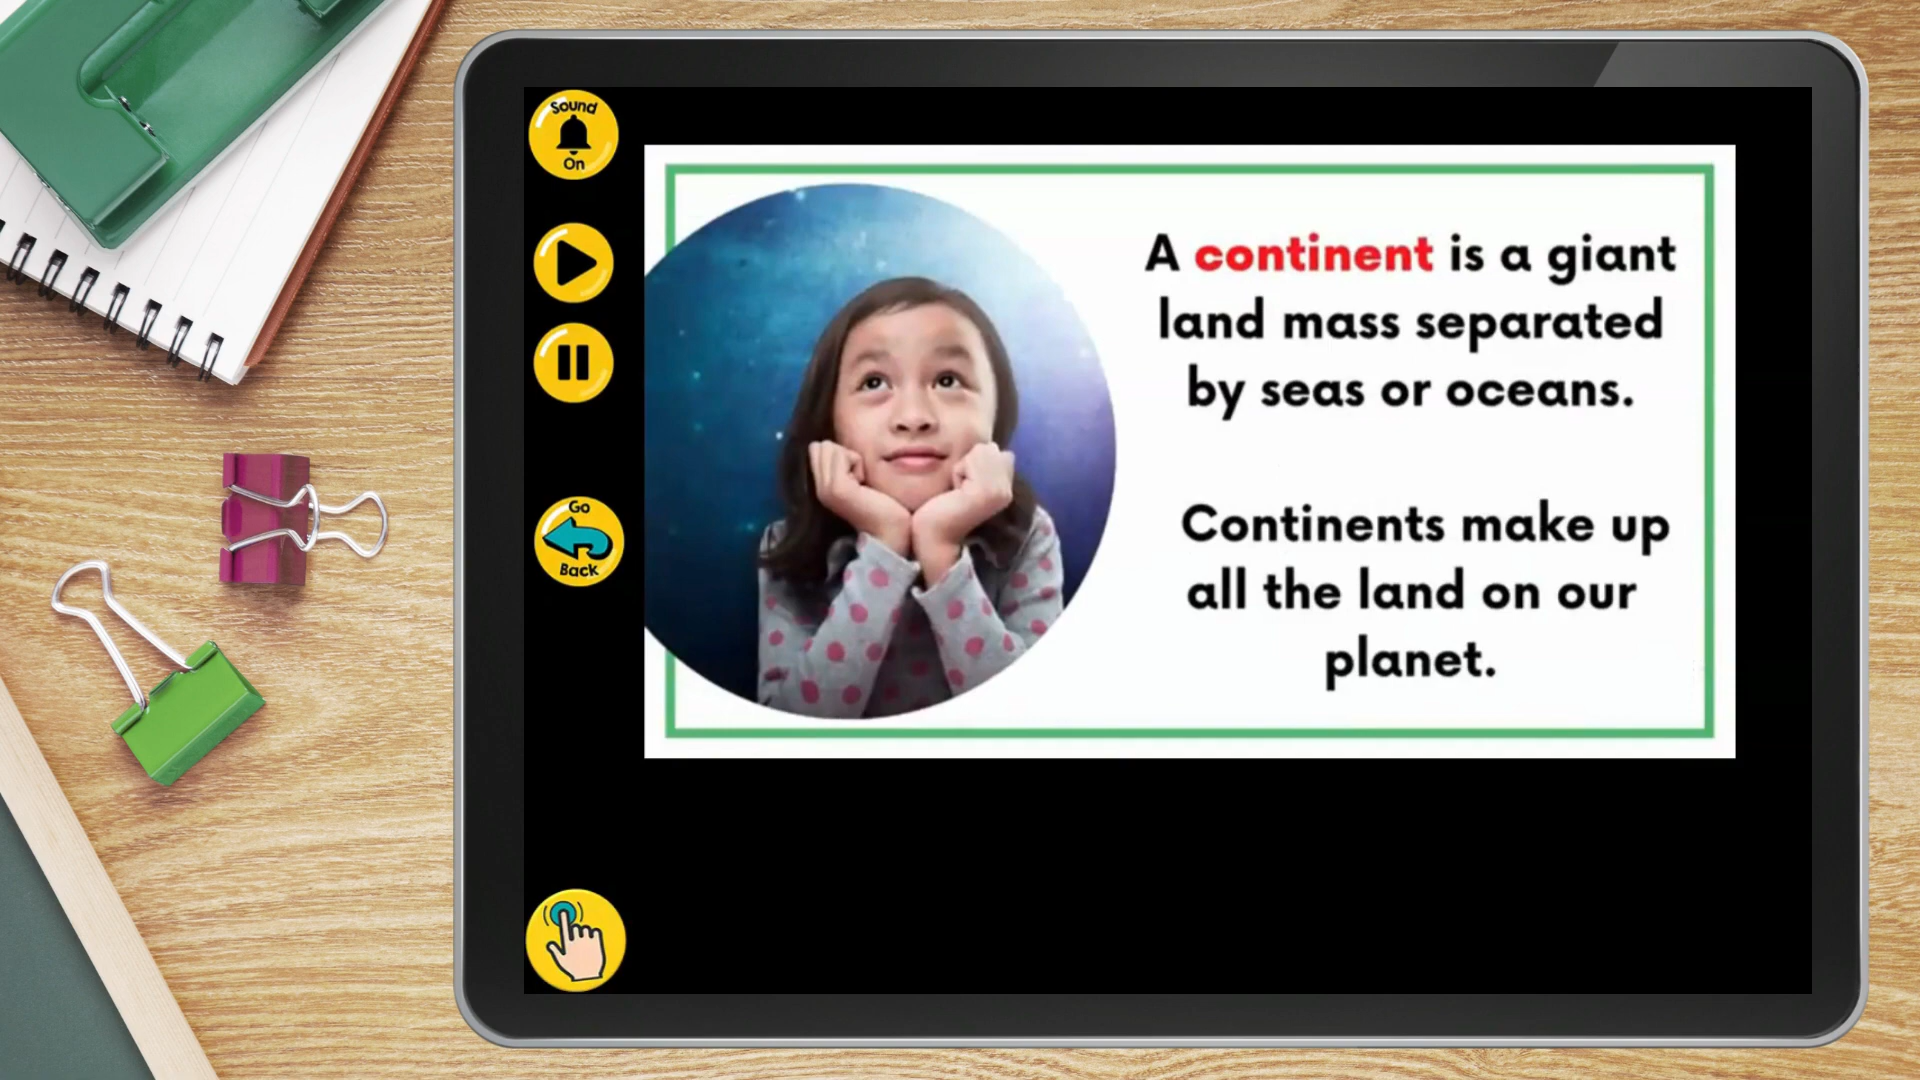 Sound
On
Go
Back
A continent is a giant
land mass separated
by seas or oceans.
Continents make up
all the land on our
planet.